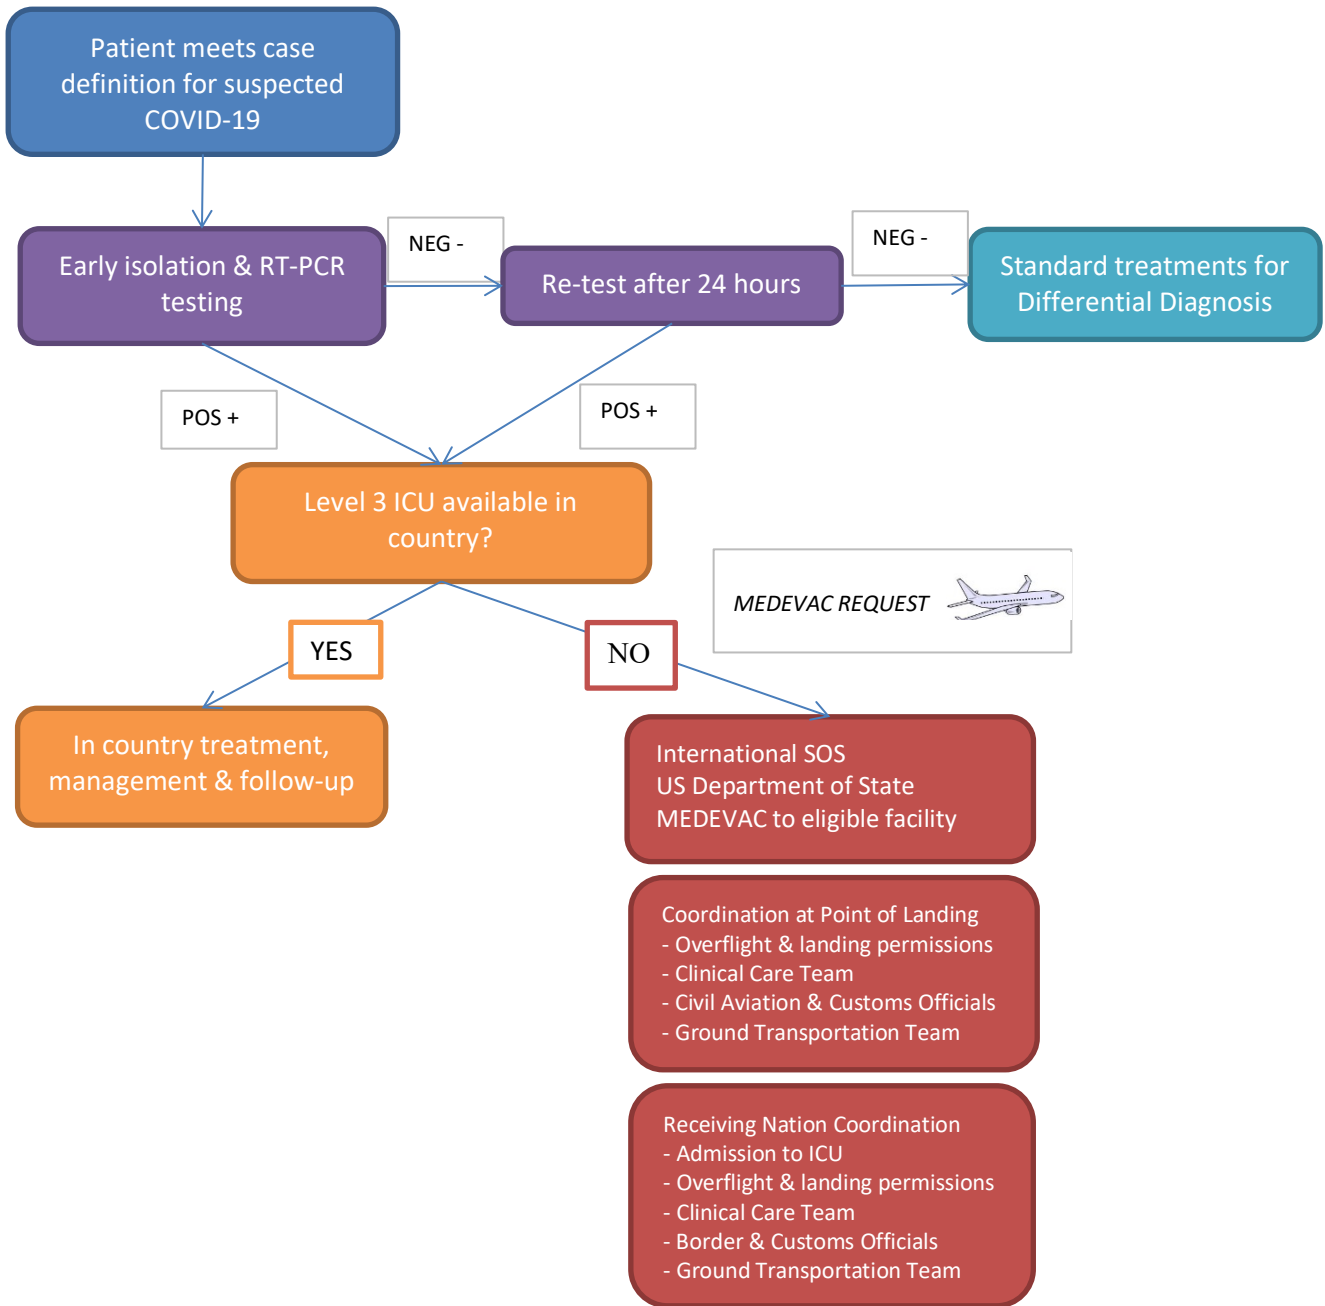 Patient meets case
definition for suspected
COVID-19
Early isolation & RT-PCR
testing
NEG -
Re-test after 24 hours
NEG -
Standard treatments for
Differential Diagnosis
POS +
POS +
Level 3 ICU available in
country?
MEDEVAC REQUEST
YES
NO
In country treatment,
management & follow-up
International SOS
US Department of State
MEDEVAC to eligible facility
Coordination at Point of Landing
- Overflight & landing permissions
- Clinical Care Team
- Civil Aviation & Customs Officials
- Ground Transportation Team
Receiving Nation Coordination
- Admission to ICU
- Overflight & landing permissions
- Clinical Care Team
- Border & Customs Officials
- Ground Transportation Team